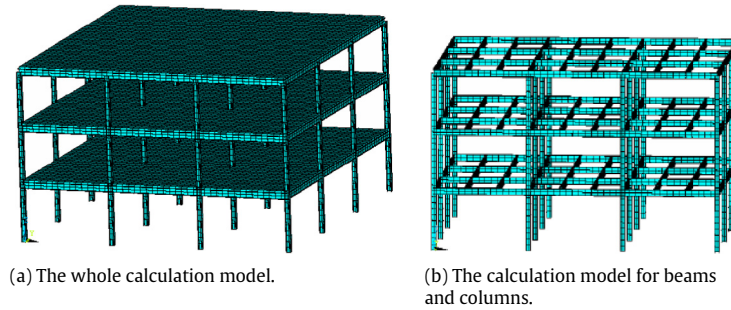 (a) The whole calculation model.
(b) The calculation model for beams
and columns.